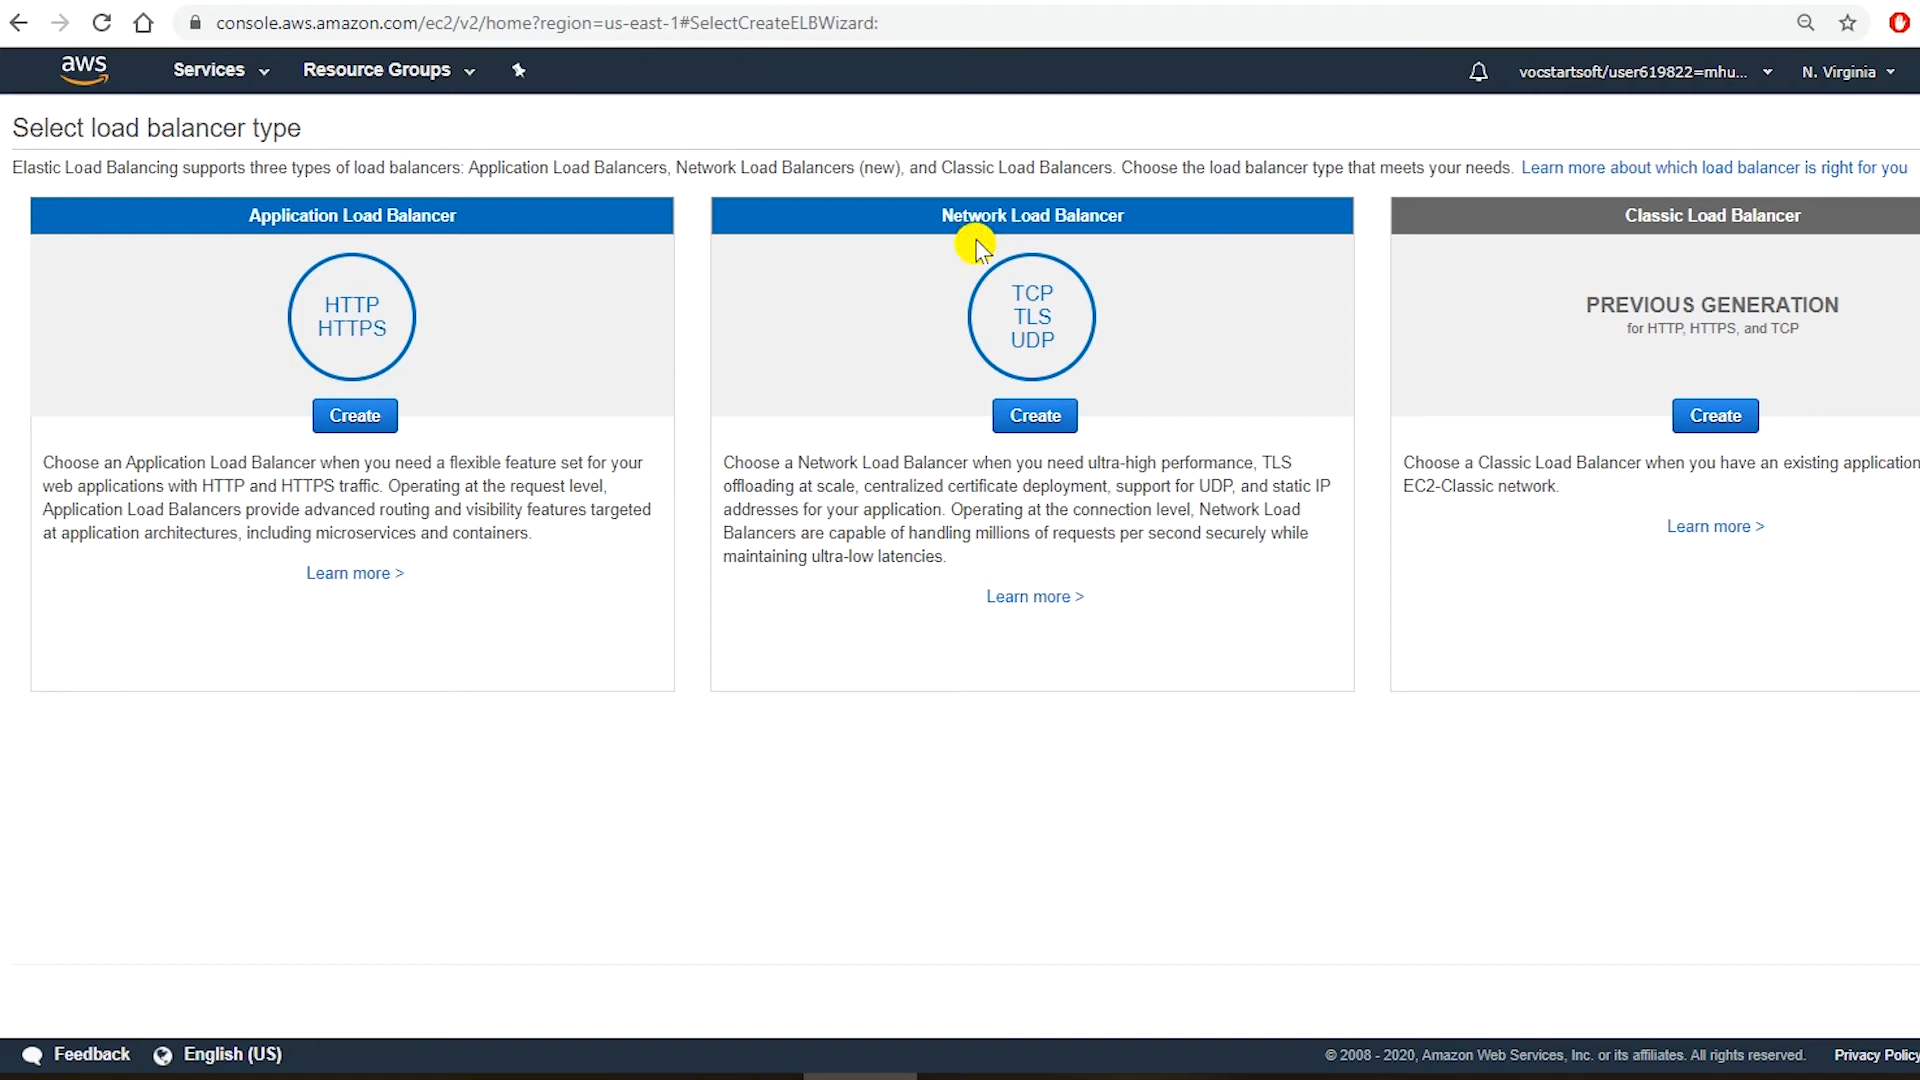 console.aws.amazon.com/ec2/v2/home?region=us-east-1#SelectCreateELBWizard:
aws
Services
Resource Groups
vocstartsoft/user619822=mhu...
N. Virginia
Select load balancer type
Elastic Load Balancing supports three types of load balancers: Application Load Balancers, Network Load Balancers (new), and Classic Load Balancers. Choose the load balancer type that meets your needs. Learn more about which load balancer is right for you
Application Load Balancer
HTTP
HTTPS
Create
Choose an Application Load Balancer when you need a flexible feature set for your
web applications with HTTP and HTTPS traffic. Operating at the request level,
Application Load Balancers provide advanced routing and visibility features targeted
at application architectures, including microservices and containers.
Learn more >
Network Load Balancer
TCP
TLS
UDP
Create
Choose a Network Load Balancer when you need ultra-high performance, TLS
offloading at scale, centralized certificate deployment, support for UDP, and static IP
addresses for your application. Operating at the connection level, Network Load
Balancers are capable of handling millions of requests per second securely while
maintaining ultra-low latencies.
Learn more >
Classic Load Balancer
PREVIOUS GENERATION
for HTTP, HTTPS, and TCP
Create
Choose a Classic Load Balancer when you have an existing application
EC2-Classic network.
Learn more >
Feedback
English (US)
© 2008 - 2020, Amazon Web Services, Inc. or its affiliates. All rights reserved.
Privacy Policy